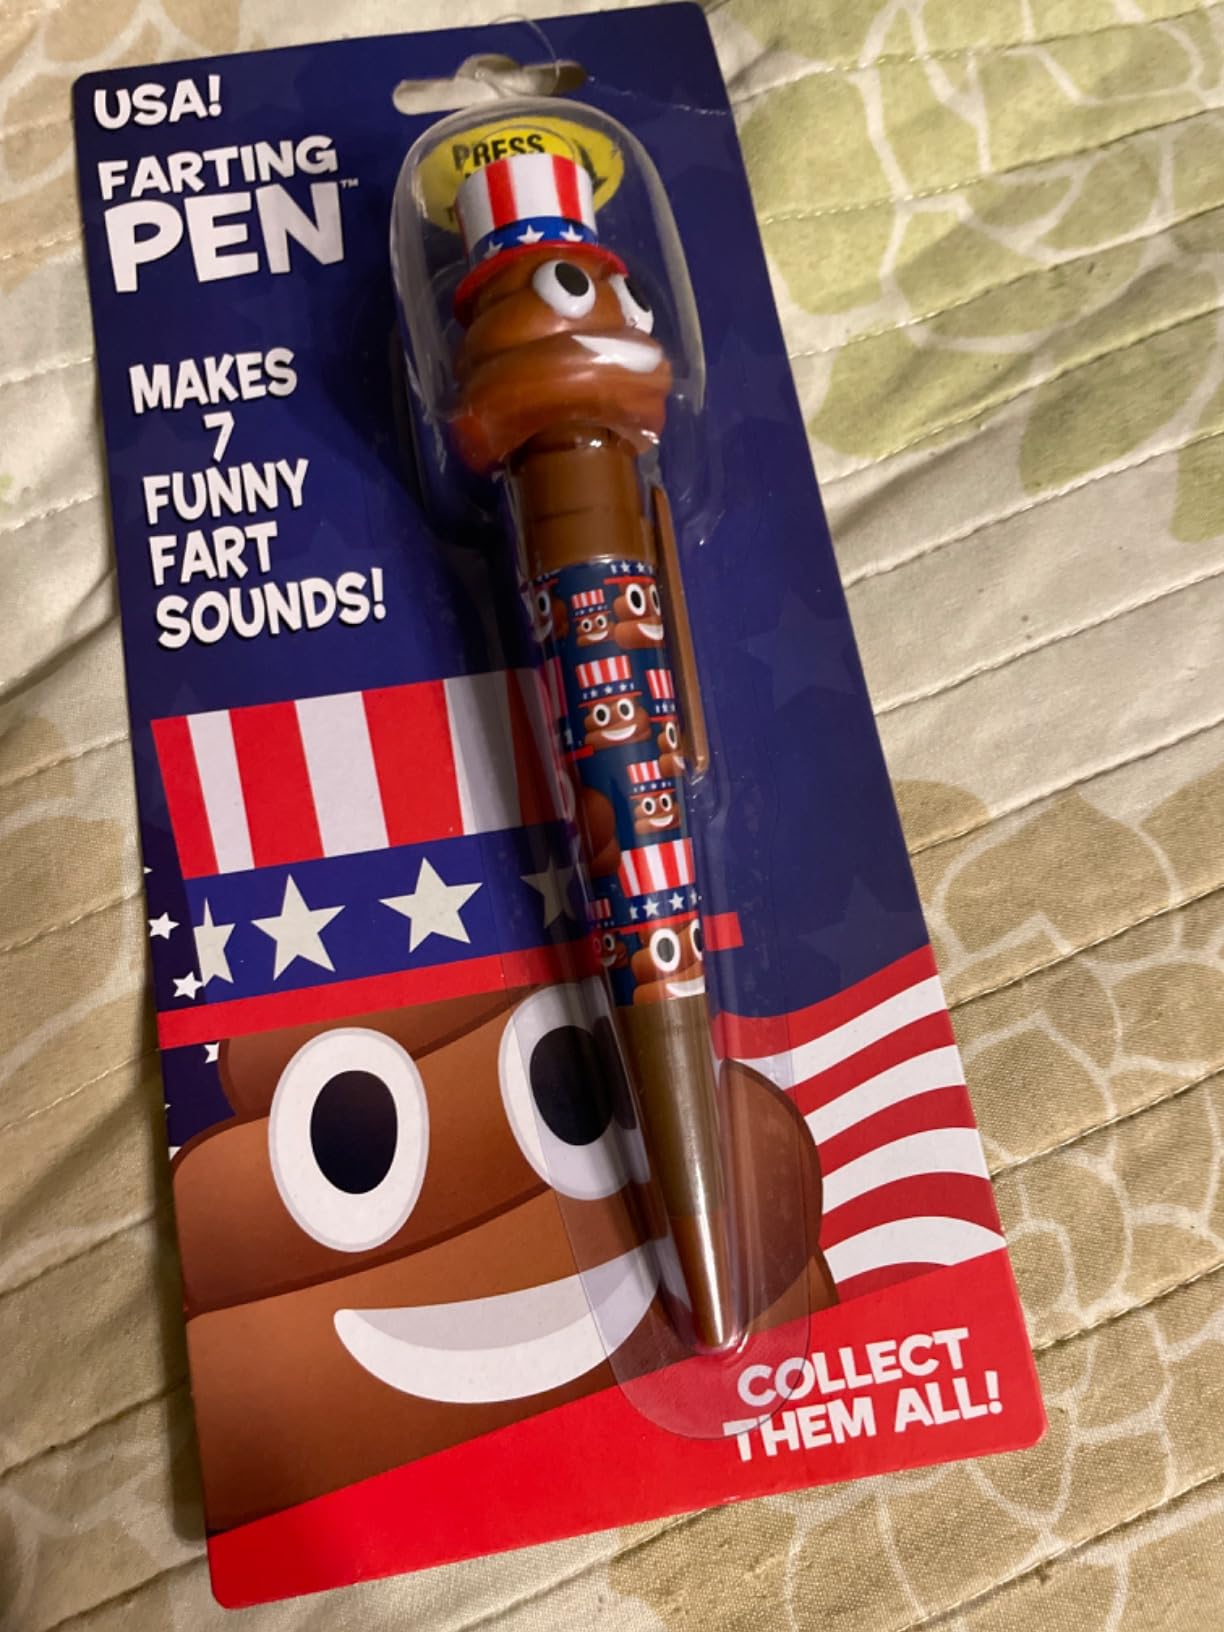 USA!
FARTING
PEN™
MAKES
7
FUNNY
FART
SOUNDS!
PRESS
COLLECT
THEM ALL!